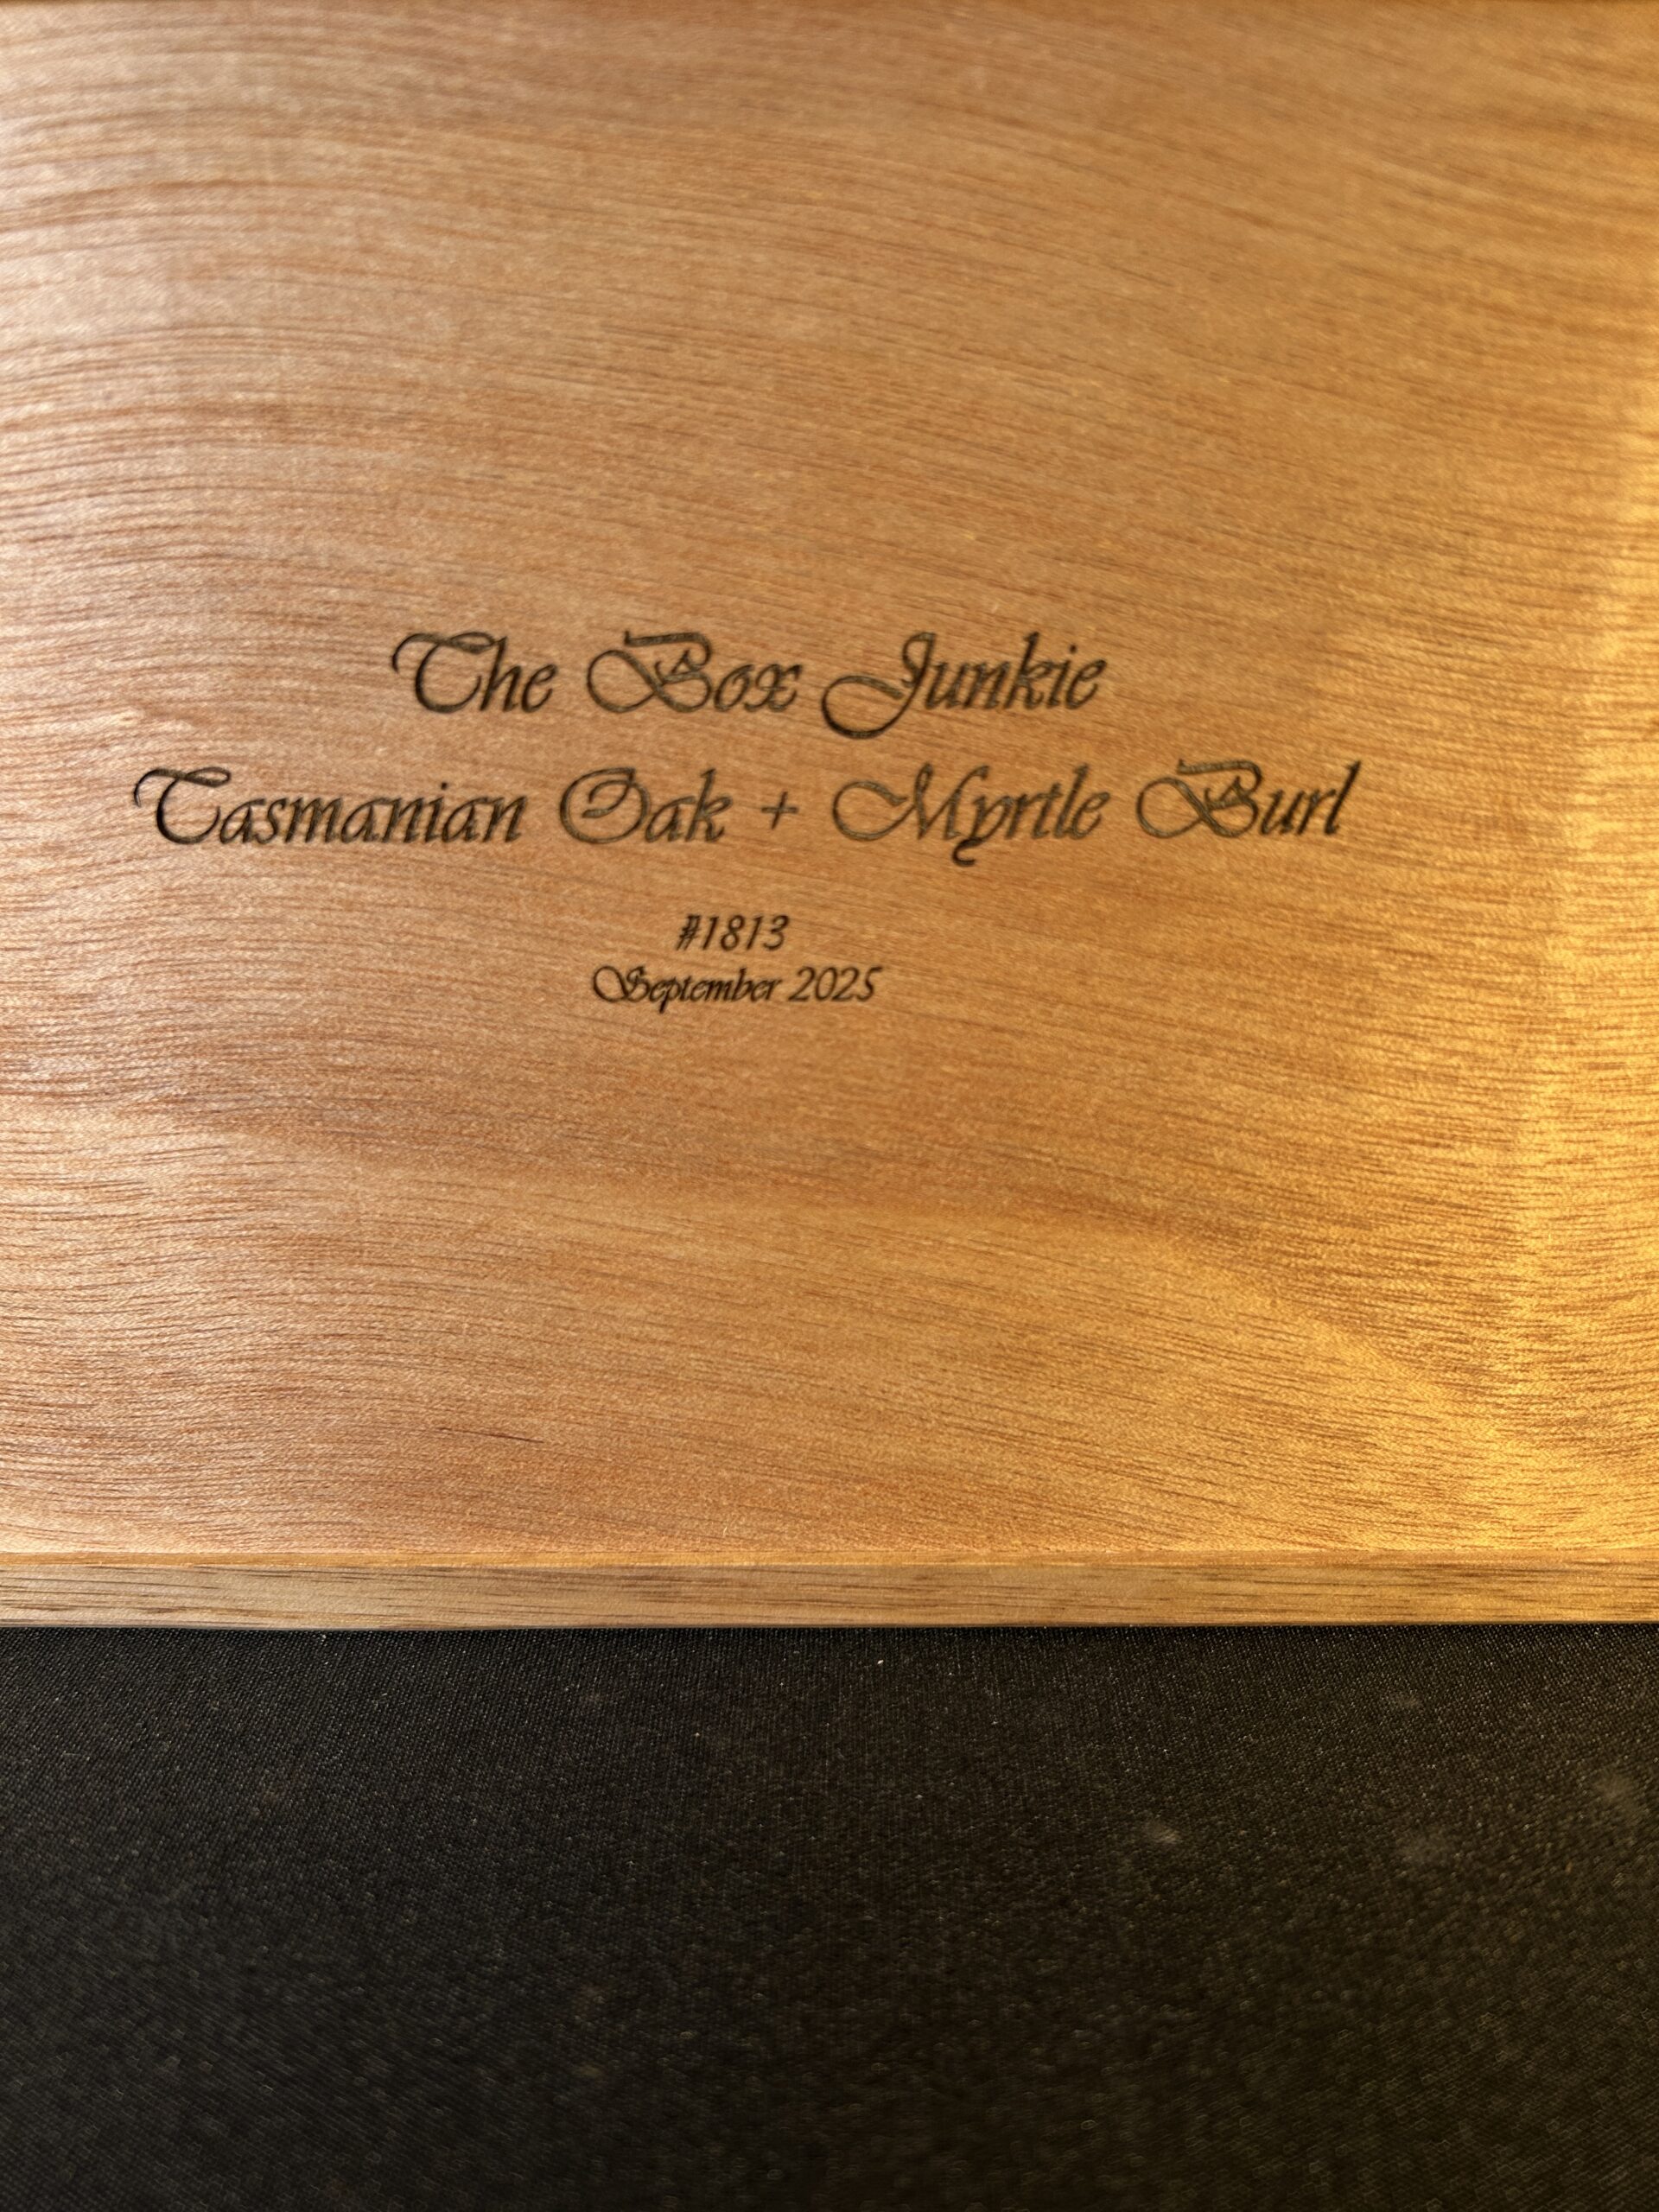 The Box Junkie
Tasmanian Oak + Myrtle Burl
#1813
September 2025